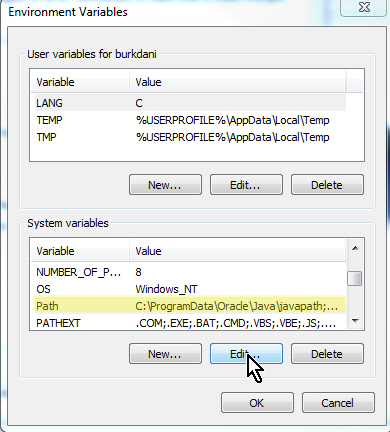 Environment Variables
User variables for burkdani
Variable Value
LANG C
TEMP %USERPROFILE%\AppData\Local\Temp
TMP %USERPROFILE%\AppData\Local\Temp
New... Edit... Delete
System variables
Variable Value
NUMBER_OF_P... 8
OS Windows_NT
Path C:\ProgramData\Oracle\Java\javapath;...
PATHEXT .COM;.EXE;.BAT;.CMD;.VBS;.VBE;.JS;....
New... Edit... Delete
OK Cancel